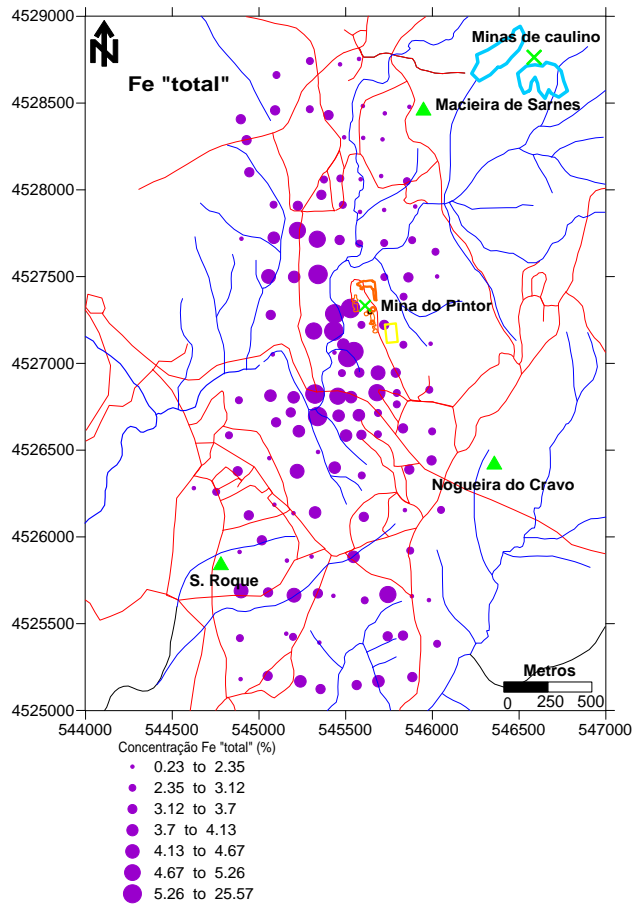 4529000
Minas de caulino
N
Fe "total"
4528500
Macieira de Sarnes
4528000
4527500
Mina do Pintor
4527000
4526500
Nogueira do Cravo
4526000
S. Roque
4525500
Metros
0 250 500
4525000
544000 544500 545000 545500 546000 546500 547000
Concentração Fe "total" (%)
0.23 to 2.35
2.35 to 3.12
3.12 to 3.7
3.7 to 4.13
4.13 to 4.67
4.67 to 5.26
5.26 to 25.57